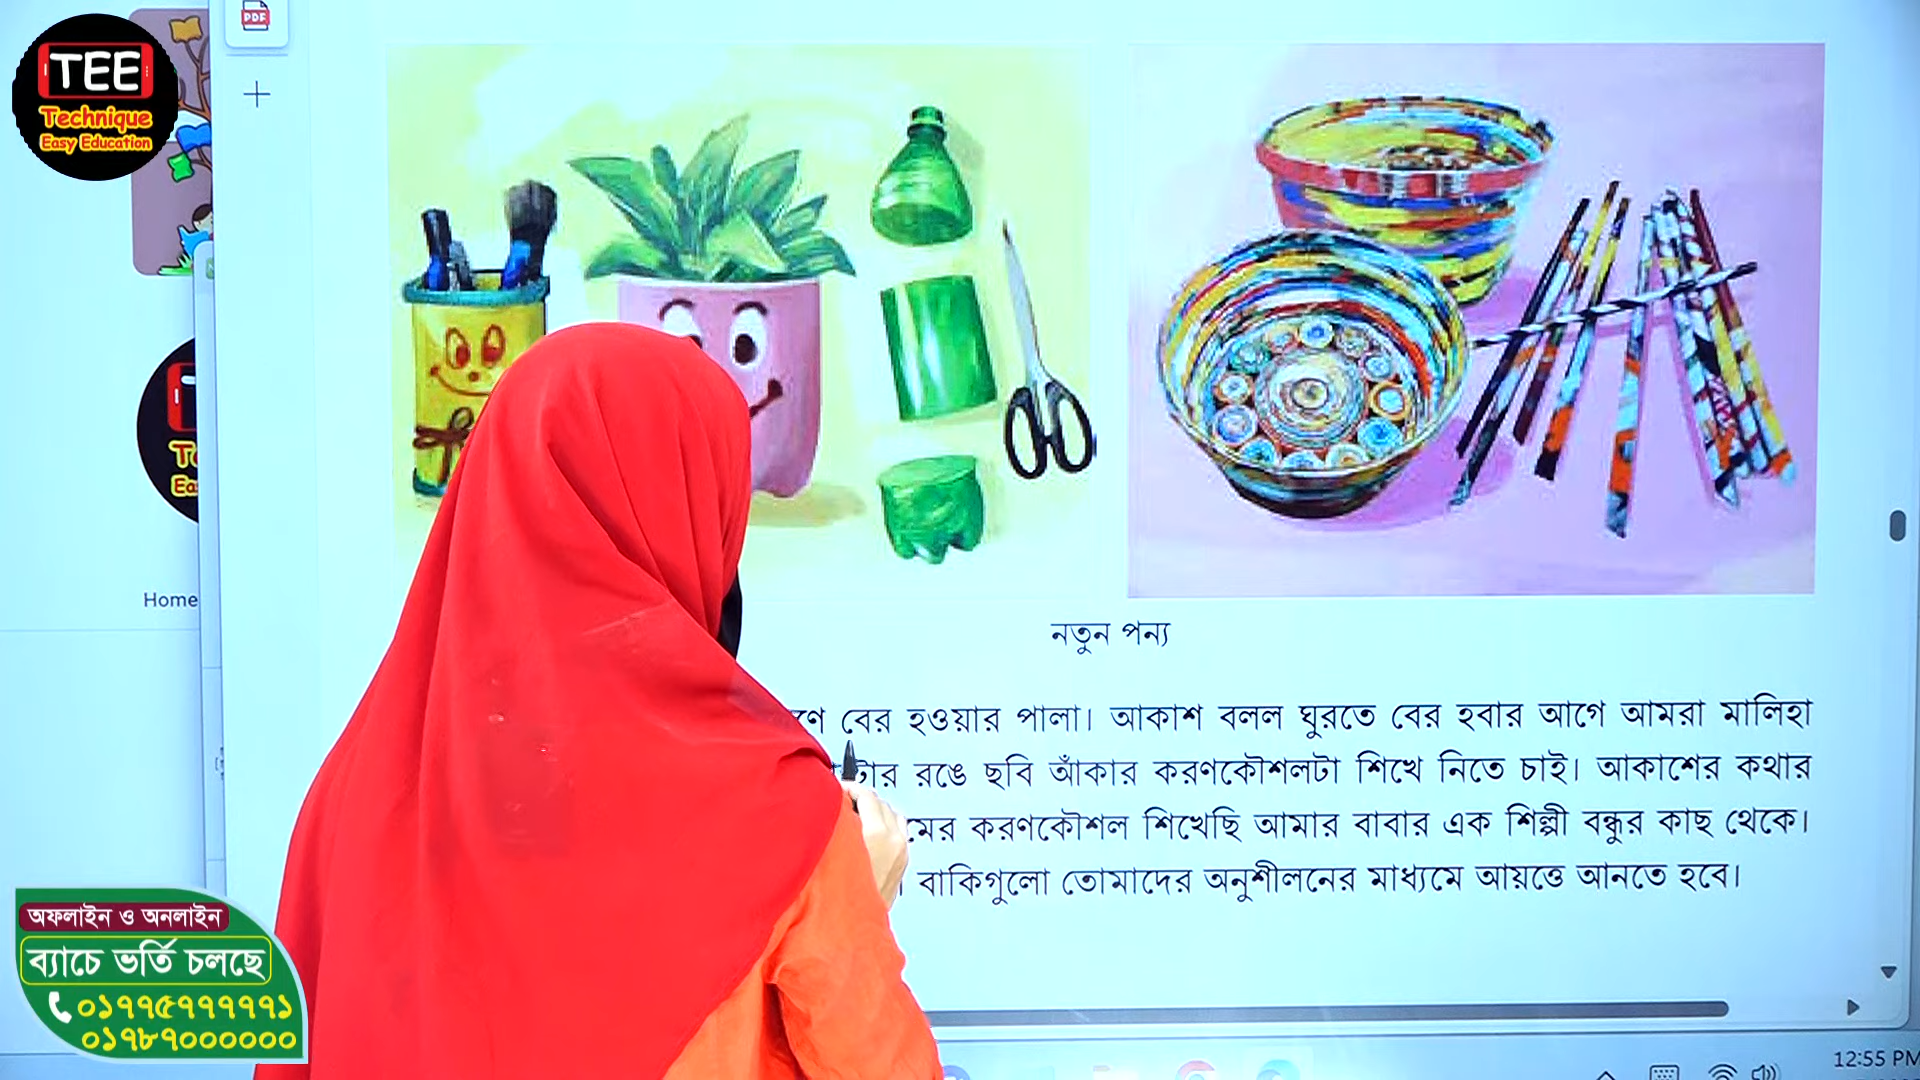 PDF
TEE
Technique
Easy Education
Home
নতুন পন্য
বের হওয়ার পালা। আকাশ বলল ঘুরতে বের হবার আগে আমরা মালিহা
রঙে ছবি আঁকার করণকৌশলটা শিখে নিতে চাই। আকাশের কথার
করণকৌশল শিখেছি আমার বাবার এক শিল্পী বন্ধুর কাছ থেকে।
বাকিগুলো তোমাদের অনুশীলনের মাধ্যমে আয়ত্তে আনতে হবে।
অফলাইন ও অনলাইন
ব্যাচে ভর্তি চলছে
০১৭৭৫৭৭৭৭৭১
০১৭৮৭০০০০০০
12:55 PM